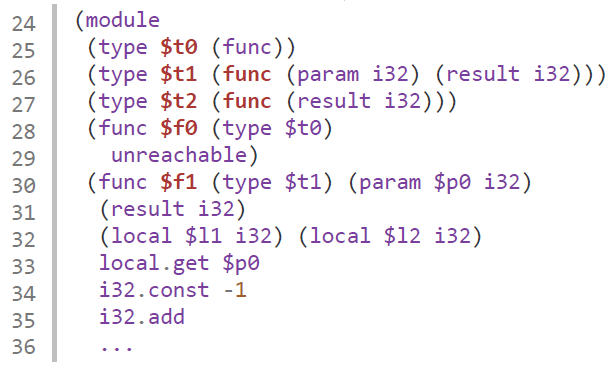 24 (module
25 (type $t0 (func))
26 (type $t1 (func (param i32) (result i32)))
27 (type $t2 (func (result i32)))
28 (func $f0 (type $t0)
29 unreachable)
30 (func $f1 (type $t1) (param $p0 i32)
31 (result i32)
32 (local $l1 i32) (local $l2 i32)
33 local.get $p0
34 i32.const -1
35 i32.add
36 ...